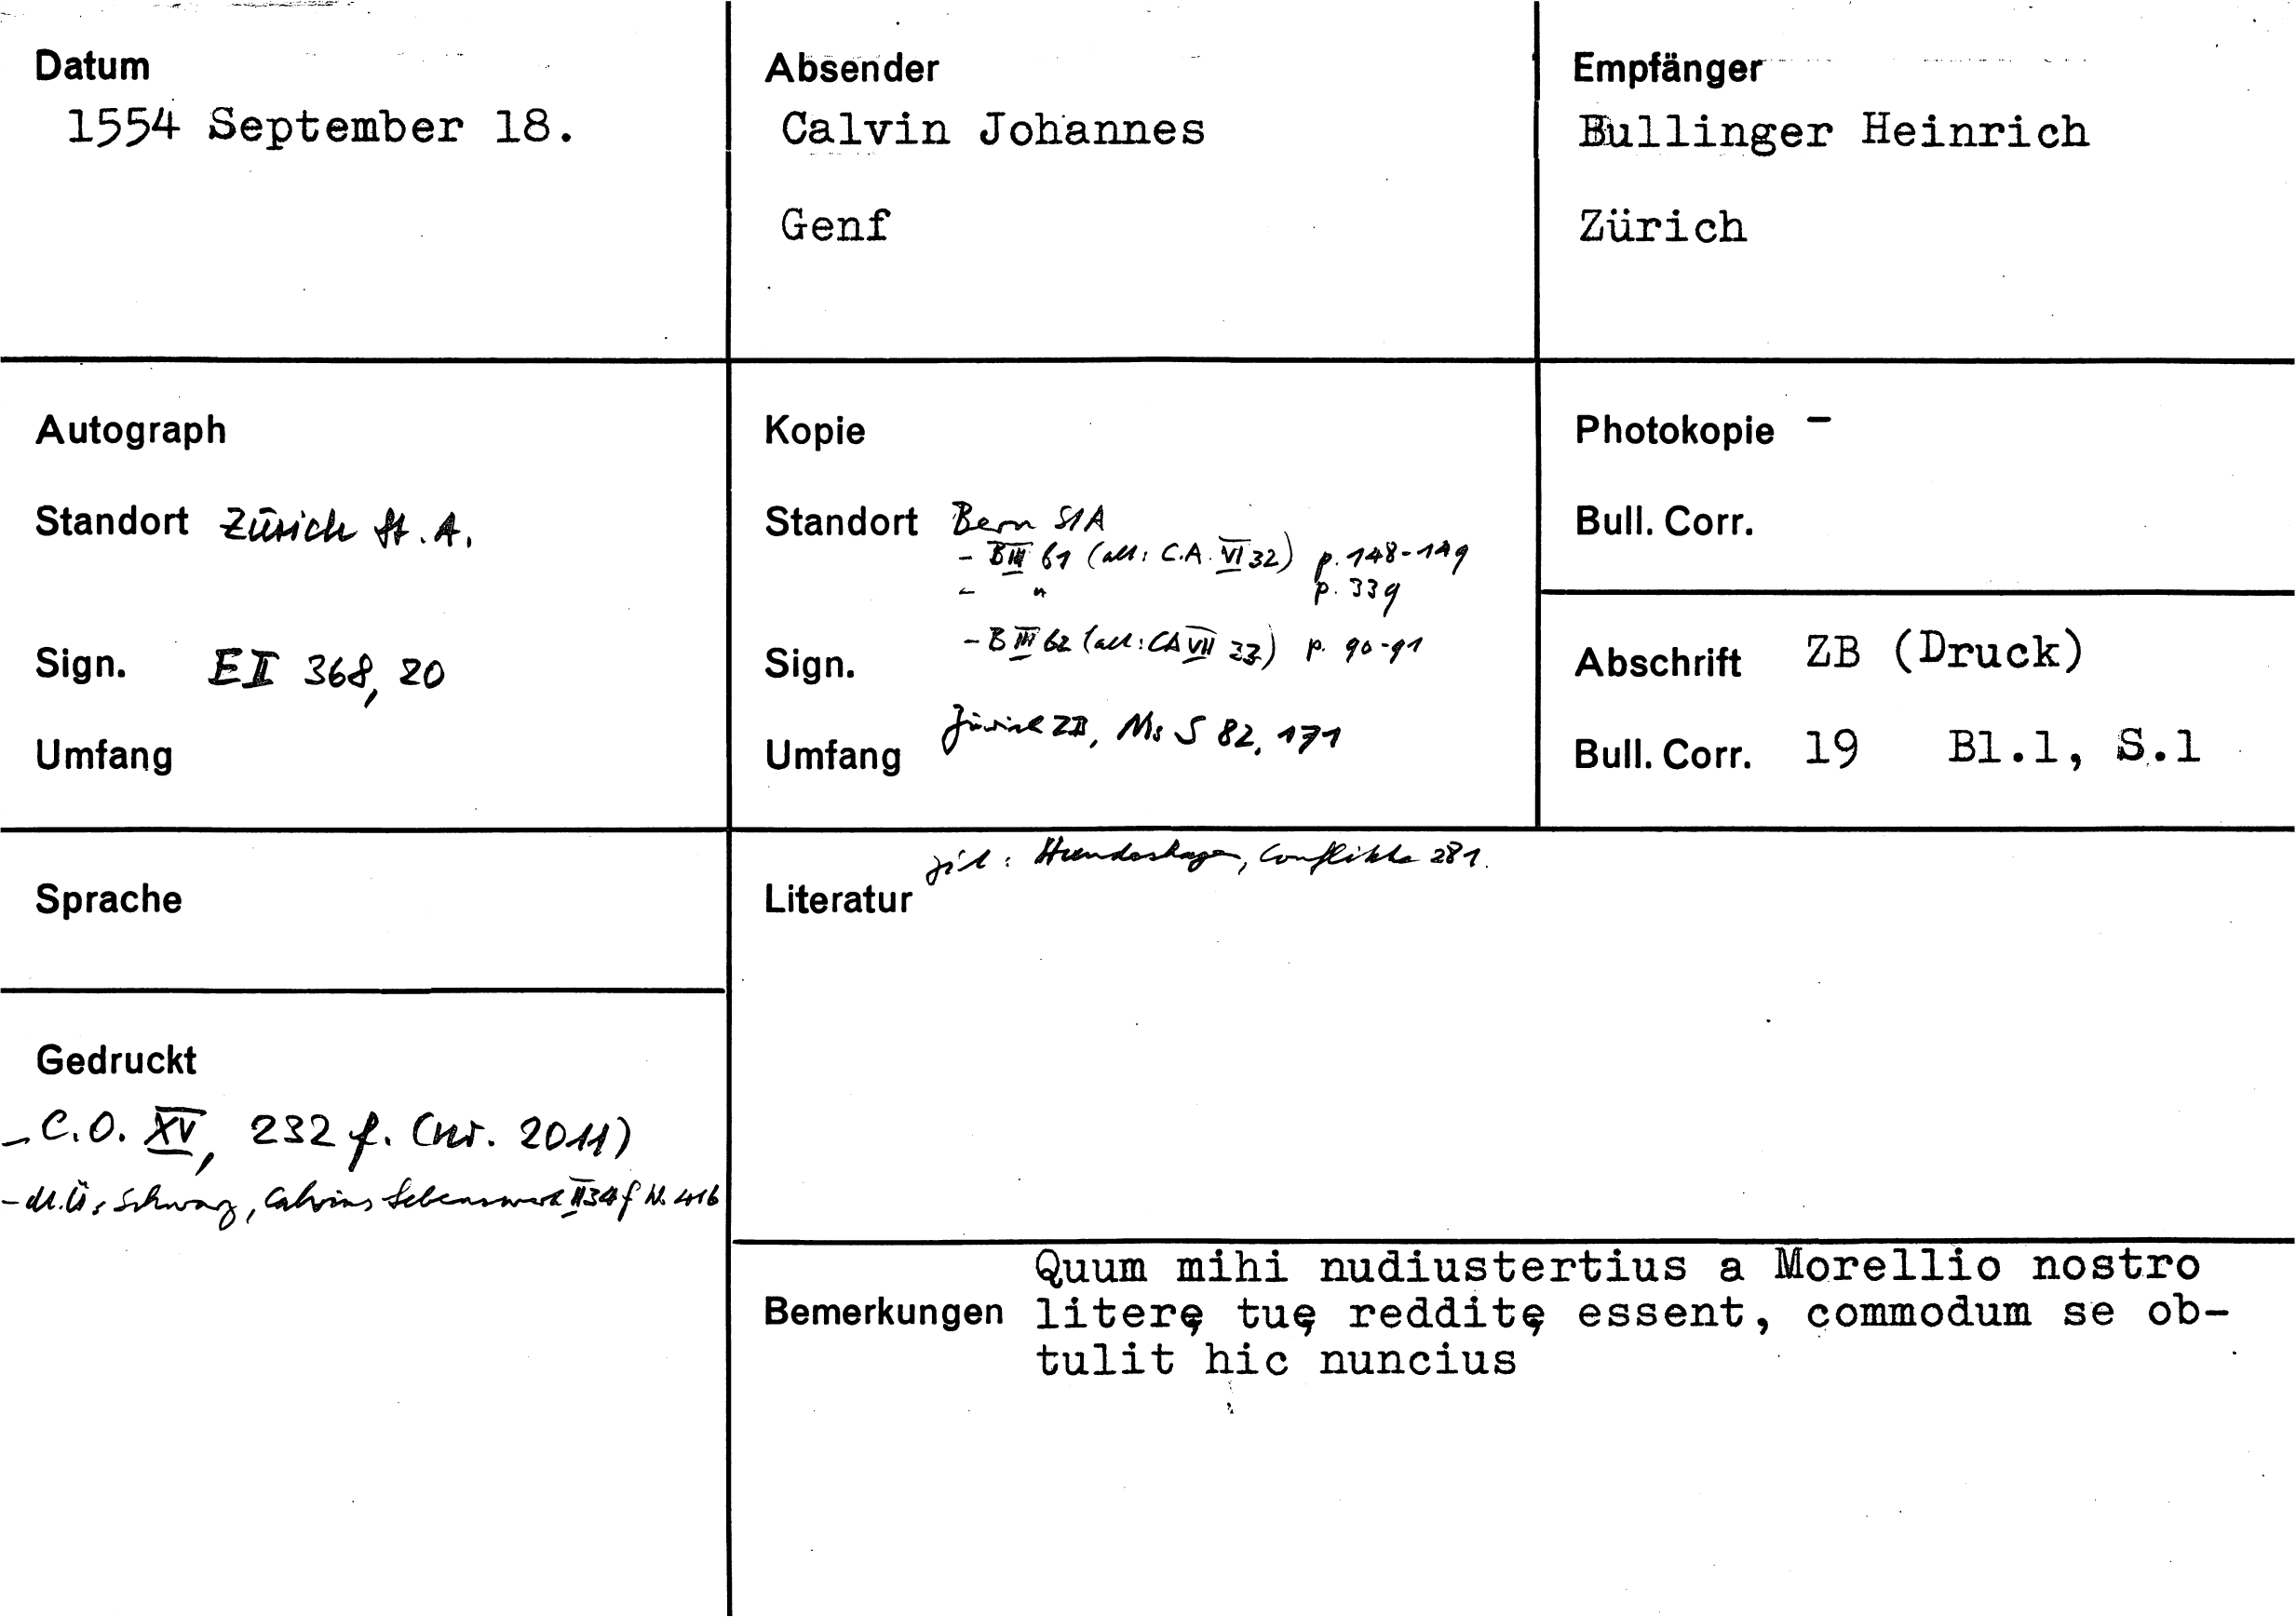 Datum
1554 September 18.
Absender
Calvin Johannes
Genf
Empfänger
Bullinger Heinrich
Zürich
Autograph
Standort Zürich St. A.
Sign. E II 368, 20
Umfang
Kopie
Standort Bern StA
- B III 61 (alt: C.A. VI 32) p. 148-149
- " p. 339
- B III 62 (alt: CA VII 33) p. 90-91
Sign.
Zürich ZB, Ms S 82, 171
Umfang
Photokopie -
Bull. Corr.
Abschrift ZB (Druck)
Bull. Corr. 19 Bl.1, S.1
Sprache
zit: Hundeshagen, Conflikte 281.
Literatur
Gedruckt
- C.O. XV, 232 f. (nr. 2011)
- d.Ü: Schwarz, Calvins Lebenswerk II 34 f N. 416
Quum mihi nudiustertius a Morellio nostro
Bemerkungen literę tuę redditę essent, commodum se ob-
tulit hic nuncius